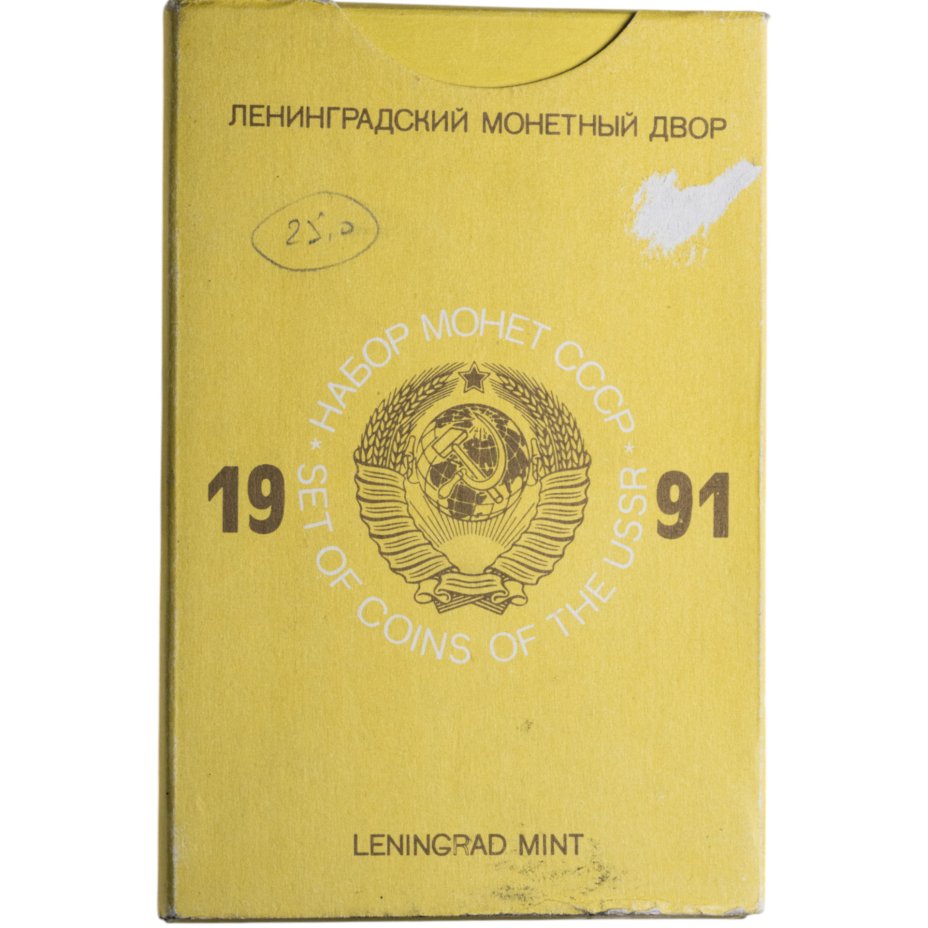 ЛЕНИНГРАДСКИЙ МОНЕТНЫЙ ДВОР
25,0
* НАБОР МОНЕТ СССР *
19 91
SET OF COINS OF THE USSR
LENINGRAD MINT